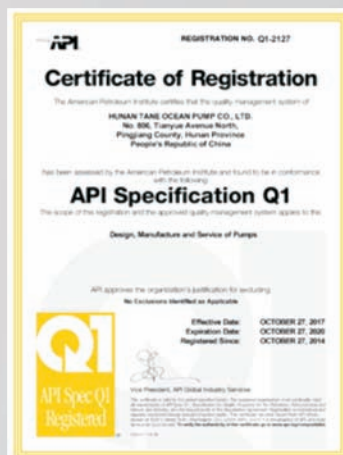 API
REGISTRATION NO. Q1-2127
Certificate of Registration
The American Petroleum Institute certifies that the quality management system of
HUNAN TANE OCEAN PUMP CO., LTD.
No. 806, Tianyue Avenue North,
Pingjiang County, Hunan Province
People's Republic of China
has been assessed by the American Petroleum Institute and found to be in conformance
with the following:
API Specification Q1
The scope of this registration and the approved quality management system applies to the
Design, Manufacture and Service of Pumps
API approves the organization's justification for excluding:
No Exclusions Identified as Applicable
Effective Date: OCTOBER 27, 2017
Expiration Date: OCTOBER 27, 2020
Registered Since: OCTOBER 27, 2014
Q1
API Spec Q1
Registered
Vice President, API Global Industry Services